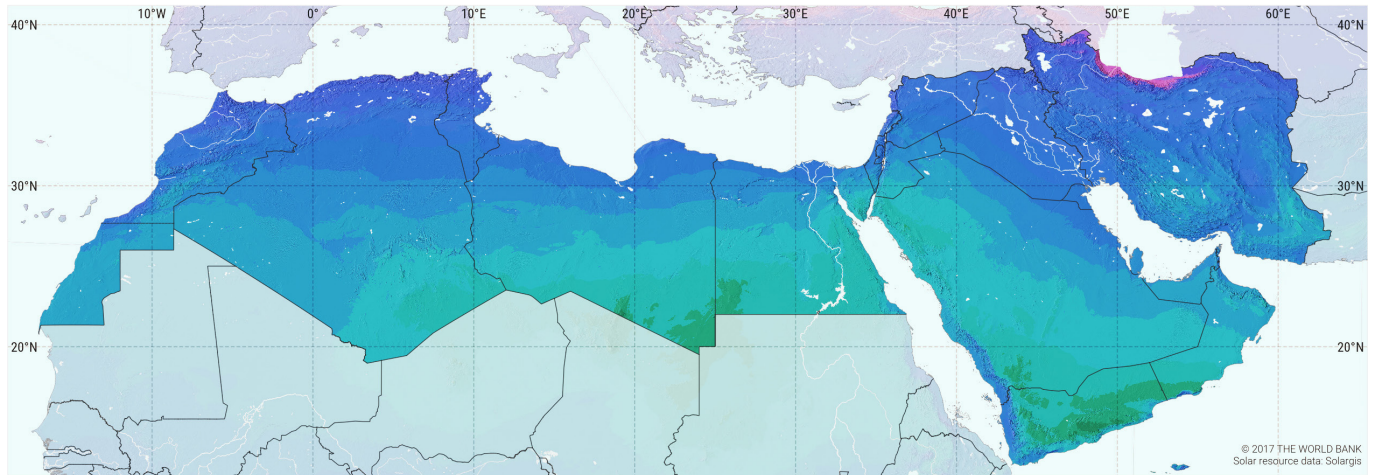 10°W 0° 10°E 20°E 30°E 40°E 50°E 60°E
40°N 40°N
30°N 30°N
20°N 20°N
© 2017 THE WORLD BANK
Solar resource data: Solargis